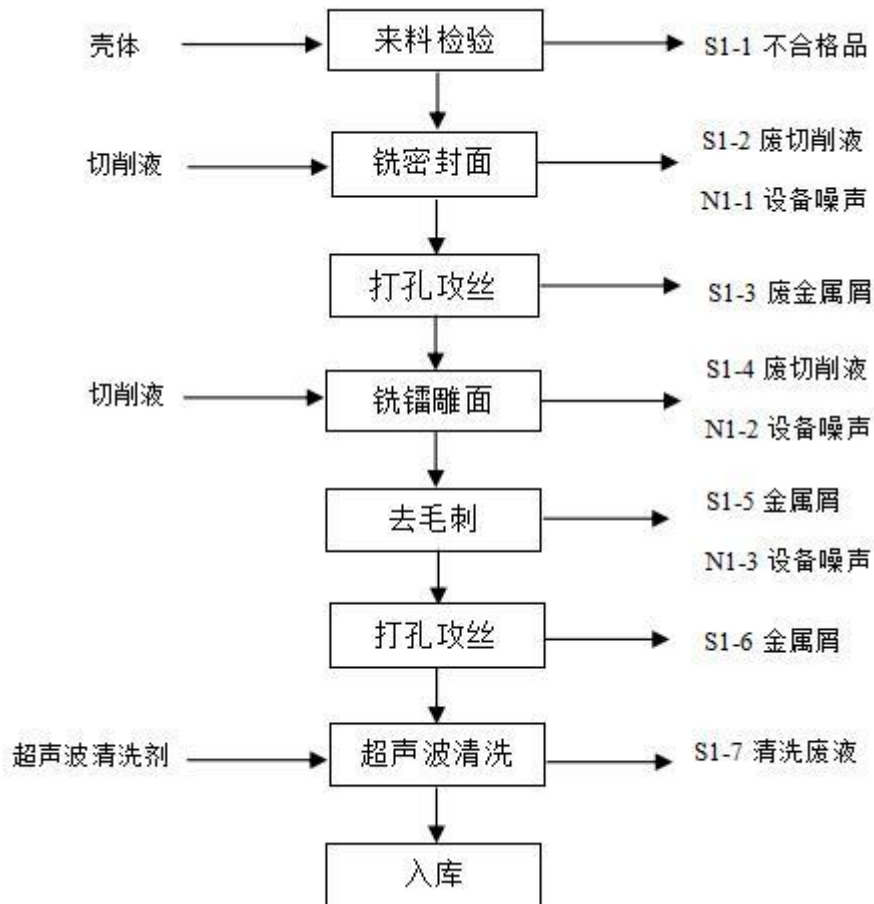 壳体
来料检验
S1-1 不合格品
切削液
铣密封面
S1-2 废切削液
N1-1 设备噪声
打孔攻丝
S1-3 废金属屑
切削液
铣镭雕面
S1-4 废切削液
N1-2 设备噪声
去毛刺
S1-5 金属屑
N1-3 设备噪声
打孔攻丝
S1-6 金属屑
超声波清洗剂
超声波清洗
S1-7 清洗废液
入库